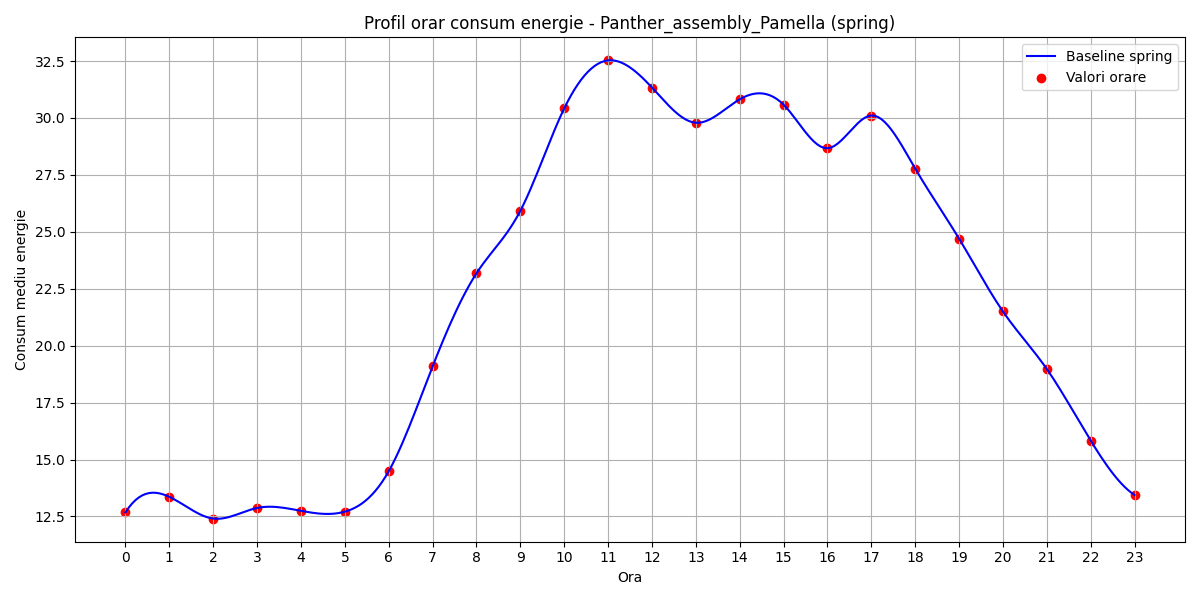 Profil orar consum energie - Panther_assembly_Pamella (spring)
Baseline spring
Valori orare
Consum mediu energie
32.5
30.0
27.5
25.0
22.5
20.0
17.5
15.0
12.5
0 1 2 3 4 5 6 7 8 9 10 11 12 13 14 15 16 17 18 19 20 21 22 23
Ora